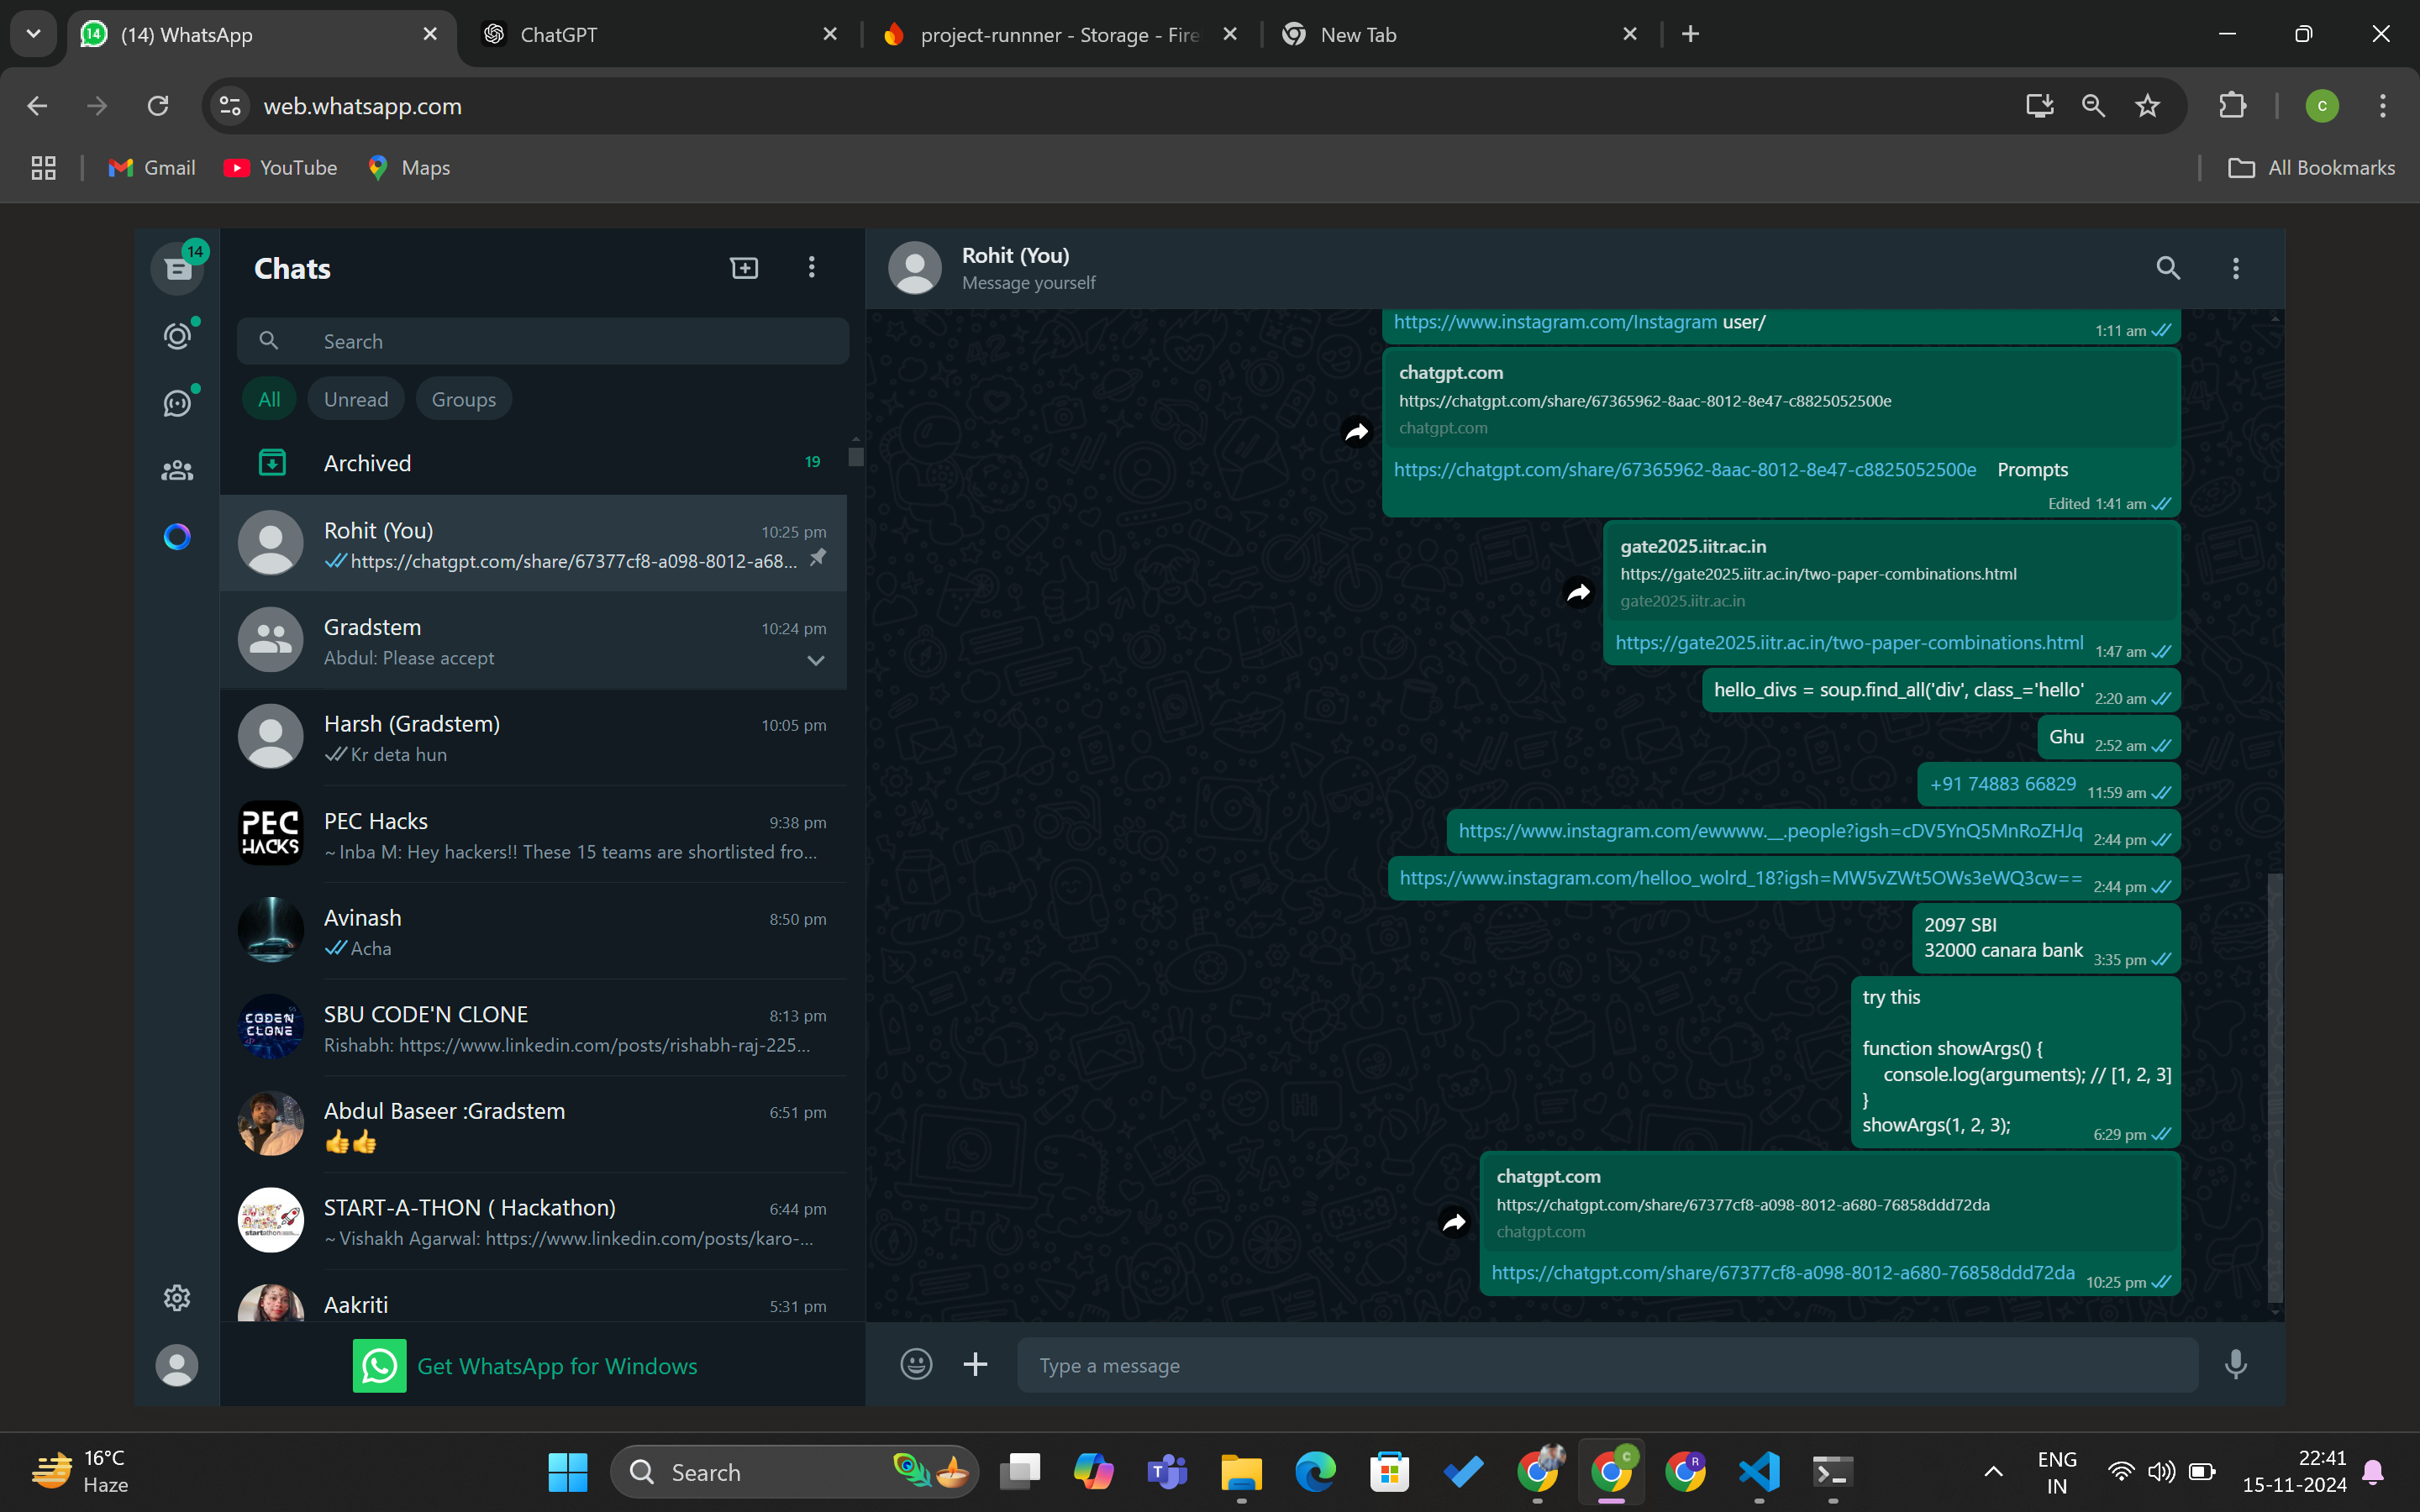 (14) WhatsApp
ChatGPT
project-runnner - Storage - Fire
New Tab
web.whatsapp.com
C
Gmail
YouTube
Maps
All Bookmarks
14
Chats
Search
All
Unread
Groups
Archived
19
Rohit (You)
10:25 pm
https://chatgpt.com/share/67377cf8-a098-8012-a68...
Gradstem
10:24 pm
Abdul: Please accept
Harsh (Gradstem)
10:05 pm
Kr deta hun
PEC HACKS
PEC Hacks
9:38 pm
~ Inba M: Hey hackers!! These 15 teams are shortlisted fro...
Avinash
8:50 pm
Acha
CODE'N CLONE
SBU CODE'N CLONE
8:13 pm
Rishabh: https://www.linkedin.com/posts/rishabh-raj-225...
Abdul Baseer :Gradstem
6:51 pm
👍👍
startathon
START-A-THON ( Hackathon)
6:44 pm
~ Vishakh Agarwal: https://www.linkedin.com/posts/karo-...
Aakriti
5:31 pm
Get WhatsApp for Windows
Rohit (You)
Message yourself
https://www.instagram.com/Instagram user/
1:11 am
chatgpt.com
https://chatgpt.com/share/67365962-8aac-8012-8e47-c8825052500e
chatgpt.com
https://chatgpt.com/share/67365962-8aac-8012-8e47-c8825052500e Prompts
Edited 1:41 am
gate2025.iitr.ac.in
https://gate2025.iitr.ac.in/two-paper-combinations.html
gate2025.iitr.ac.in
https://gate2025.iitr.ac.in/two-paper-combinations.html
1:47 am
hello_divs = soup.find_all('div', class_='hello'
2:20 am
Ghu
2:52 am
+91 74883 66829
11:59 am
https://www.instagram.com/ewwww.__.people?igsh=cDV5YnQ5MnRoZHJq
2:44 pm
https://www.instagram.com/helloo_wolrd_18?igsh=MW5vZWt5OWs3eWQ3cw==
2:44 pm
2097 SBI
32000 canara bank
3:35 pm
try this
function showArgs() {
console.log(arguments); // [1, 2, 3]
}
showArgs(1, 2, 3);
6:29 pm
chatgpt.com
https://chatgpt.com/share/67377cf8-a098-8012-a680-76858ddd72da
chatgpt.com
https://chatgpt.com/share/67377cf8-a098-8012-a680-76858ddd72da
10:25 pm
Type a message
16°C
Haze
Search
ENG
IN
22:41
15-11-2024